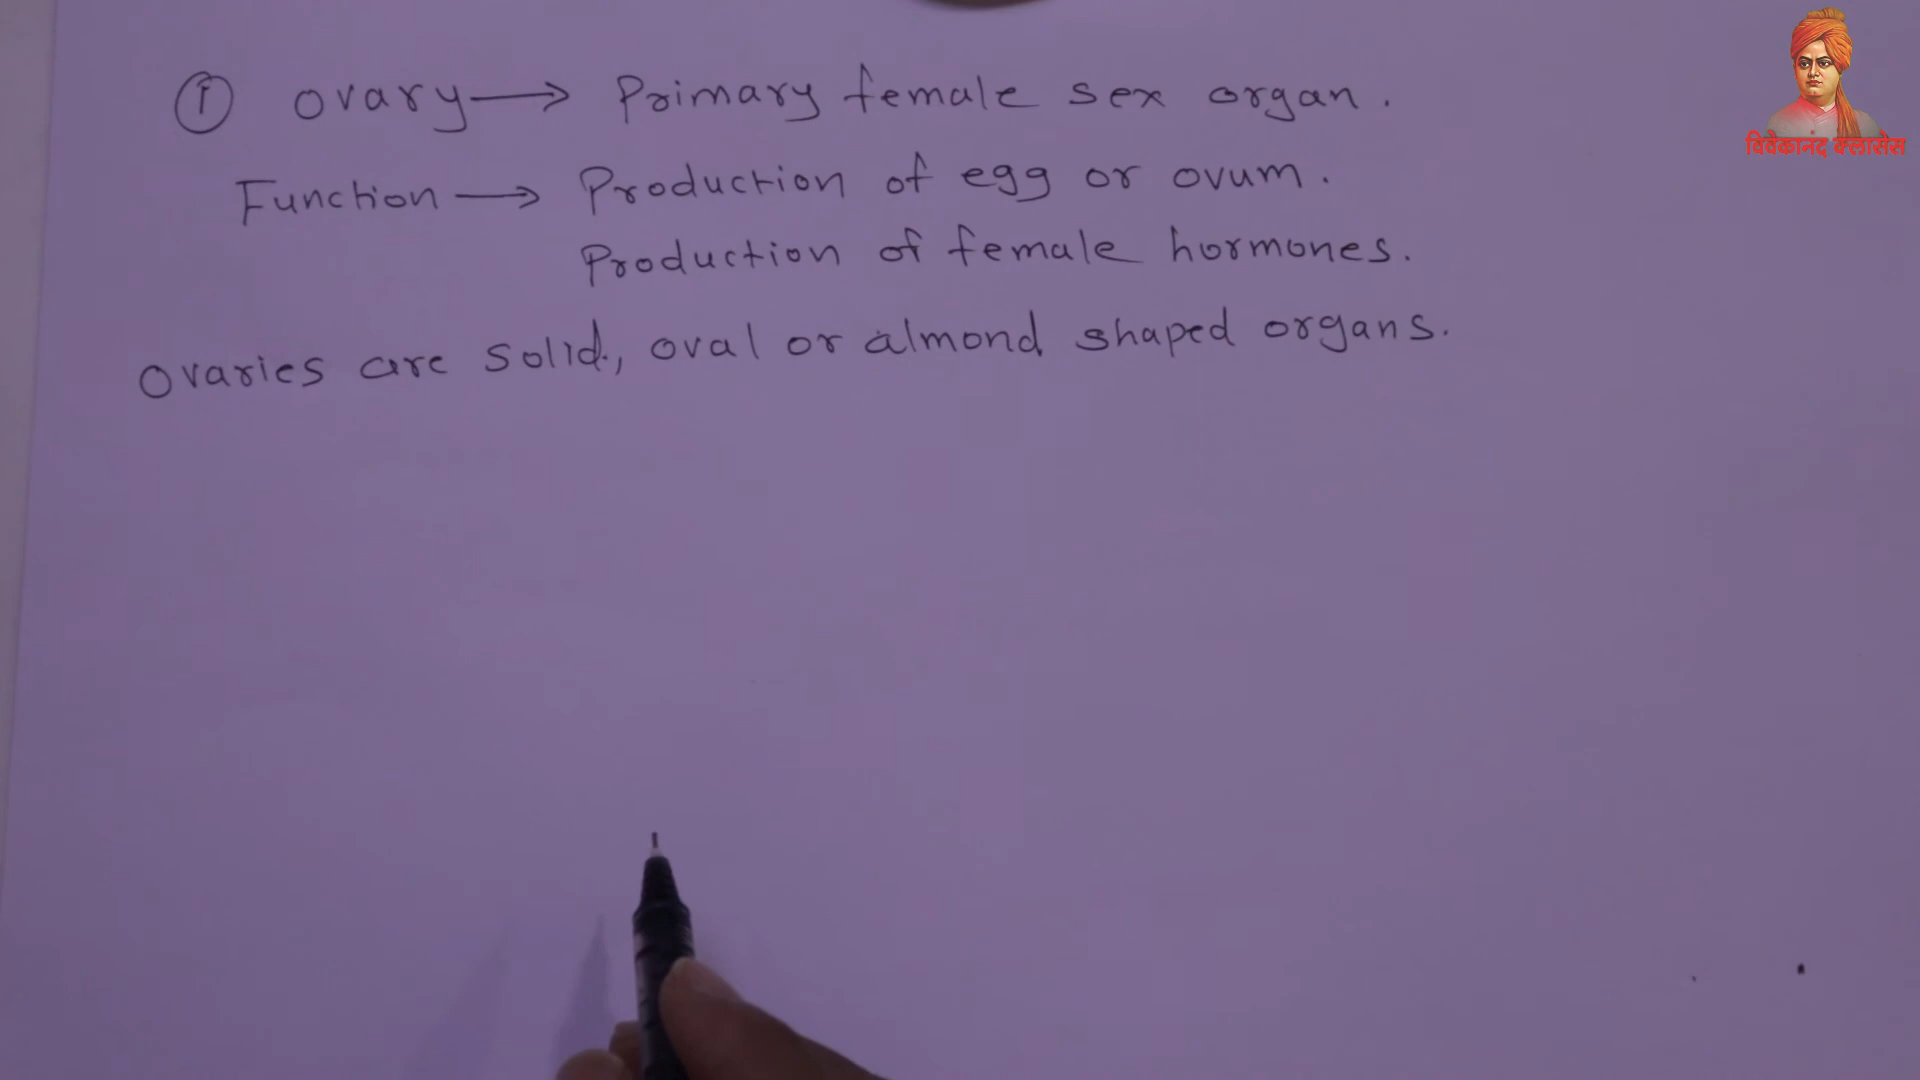 ① Ovary → Primary female sex organ.
Function → Production of egg or ovum.
Production of female hormones.
Ovaries are solid, oval or almond shaped organs.
विवेकानंद क्लासेस